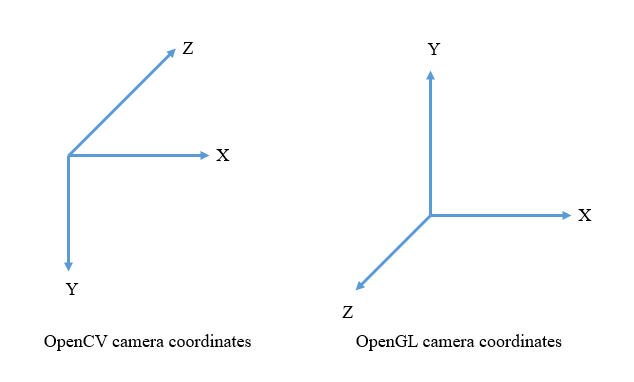 Z
X
Y
OpenCV camera coordinates
Y
X
Z
OpenGL camera coordinates